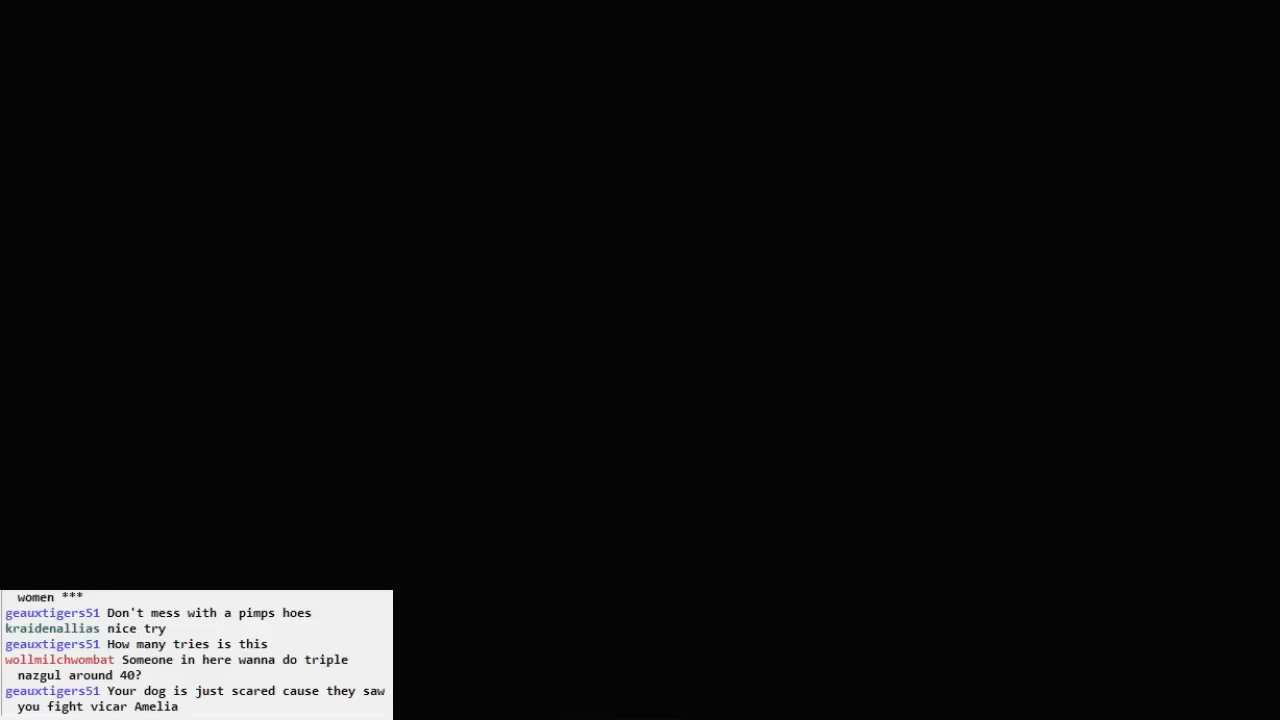 women ***
geauxtigers51 Don't mess with a pimps hoes
kraidenallias nice try
geauxtigers51 How many tries is this
wollmilchwombat Someone in here wanna do triple
nazgul around 40?
geauxtigers51 Your dog is just scared cause they saw
you fight vicar Amelia